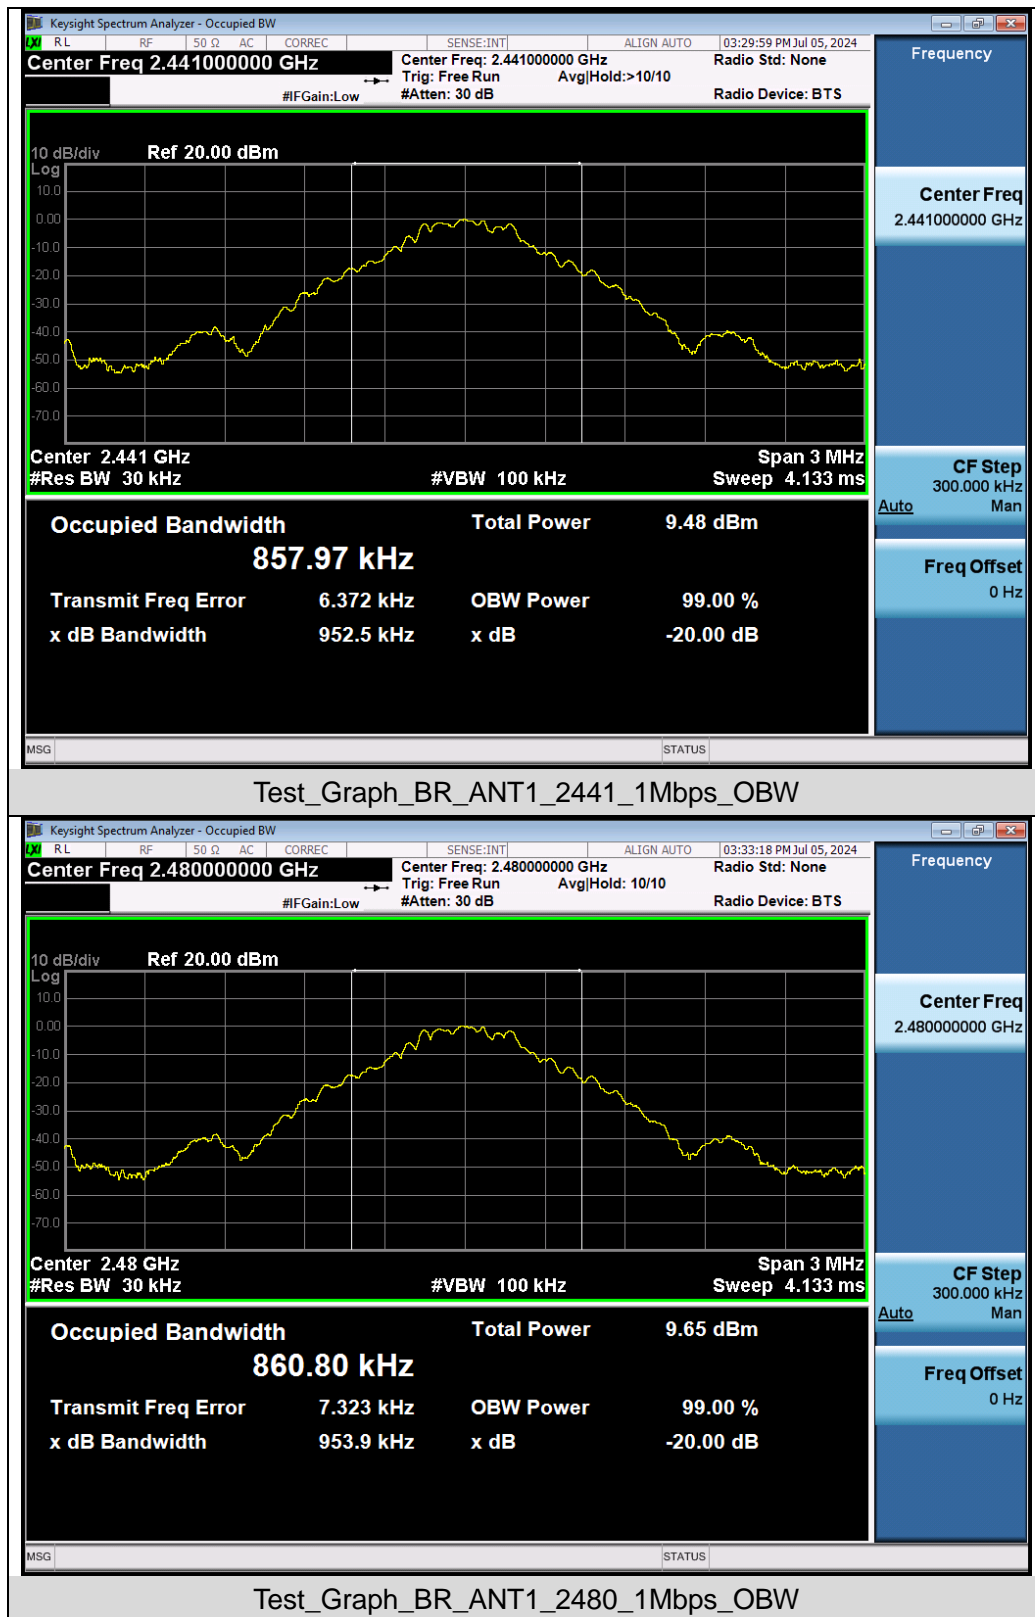 Keysight Spectrum Analyzer - Occupied BW
LXI RL RF 50 Ω AC CORREC SENSE:INT ALIGN AUTO 03:29:59 PM Jul 05, 2024
Center Freq 2.441000000 GHz
Center Freq: 2.441000000 GHz
Radio Std: None
Trig: Free Run Avg|Hold:>10/10
#IFGain:Low
#Atten: 30 dB
Radio Device: BTS
Frequency
10 dB/div Ref 20.00 dBm
Log
10.0
0.00
-10.0
-20.0
-30.0
-40.0
-50.0
-60.0
-70.0
Center Freq
2.441000000 GHz
Center 2.441 GHz Span 3 MHz
#Res BW 30 kHz #VBW 100 kHz Sweep 4.133 ms
CF Step
300.000 kHz
Auto Man
Occupied Bandwidth Total Power 9.48 dBm
857.97 kHz
Transmit Freq Error 6.372 kHz OBW Power 99.00 %
x dB Bandwidth 952.5 kHz x dB -20.00 dB
Freq Offset
0 Hz
MSG STATUS
Test_Graph_BR_ANT1_2441_1Mbps_OBW
Keysight Spectrum Analyzer - Occupied BW
LXI RL RF 50 Ω AC CORREC SENSE:INT ALIGN AUTO 03:33:18 PM Jul 05, 2024
Center Freq 2.480000000 GHz
Center Freq: 2.480000000 GHz
Radio Std: None
Trig: Free Run Avg|Hold: 10/10
#IFGain:Low
#Atten: 30 dB
Radio Device: BTS
Frequency
10 dB/div Ref 20.00 dBm
Log
10.0
0.00
-10.0
-20.0
-30.0
-40.0
-50.0
-60.0
-70.0
Center Freq
2.480000000 GHz
Center 2.48 GHz Span 3 MHz
#Res BW 30 kHz #VBW 100 kHz Sweep 4.133 ms
CF Step
300.000 kHz
Auto Man
Occupied Bandwidth Total Power 9.65 dBm
860.80 kHz
Transmit Freq Error 7.323 kHz OBW Power 99.00 %
x dB Bandwidth 953.9 kHz x dB -20.00 dB
Freq Offset
0 Hz
MSG STATUS
Test_Graph_BR_ANT1_2480_1Mbps_OBW